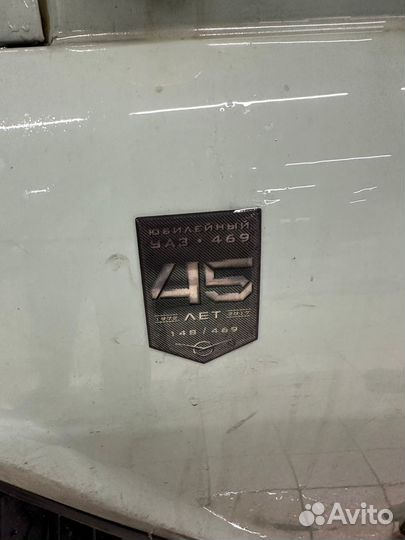 ЮБИЛЕЙНЫЙ
УАЗ • 469
45
1972 ЛЕТ 2017
148 / 469
Avito